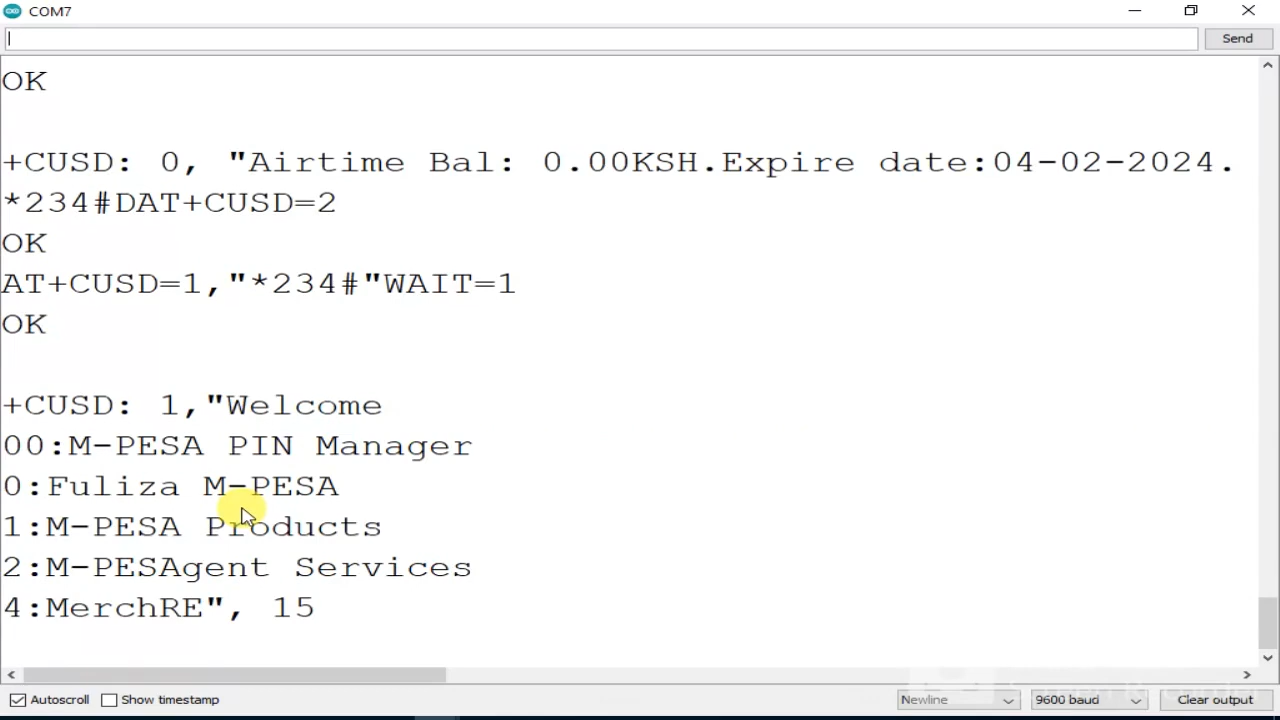 COM7
Send
OK
+CUSD: 0, "Airtime Bal: 0.00KSH.Expire date:04-02-2024.
*234#DAT+CUSD=2
OK
AT+CUSD=1,"*234#"WAIT=1
OK
+CUSD: 1,"Welcome
00:M-PESA PIN Manager
0:Fuliza M-PESA
1:M-PESA Products
2:M-PESAgent Services
4:MerchRE", 15
Autoscroll Show timestamp Newline 9600 baud Clear output